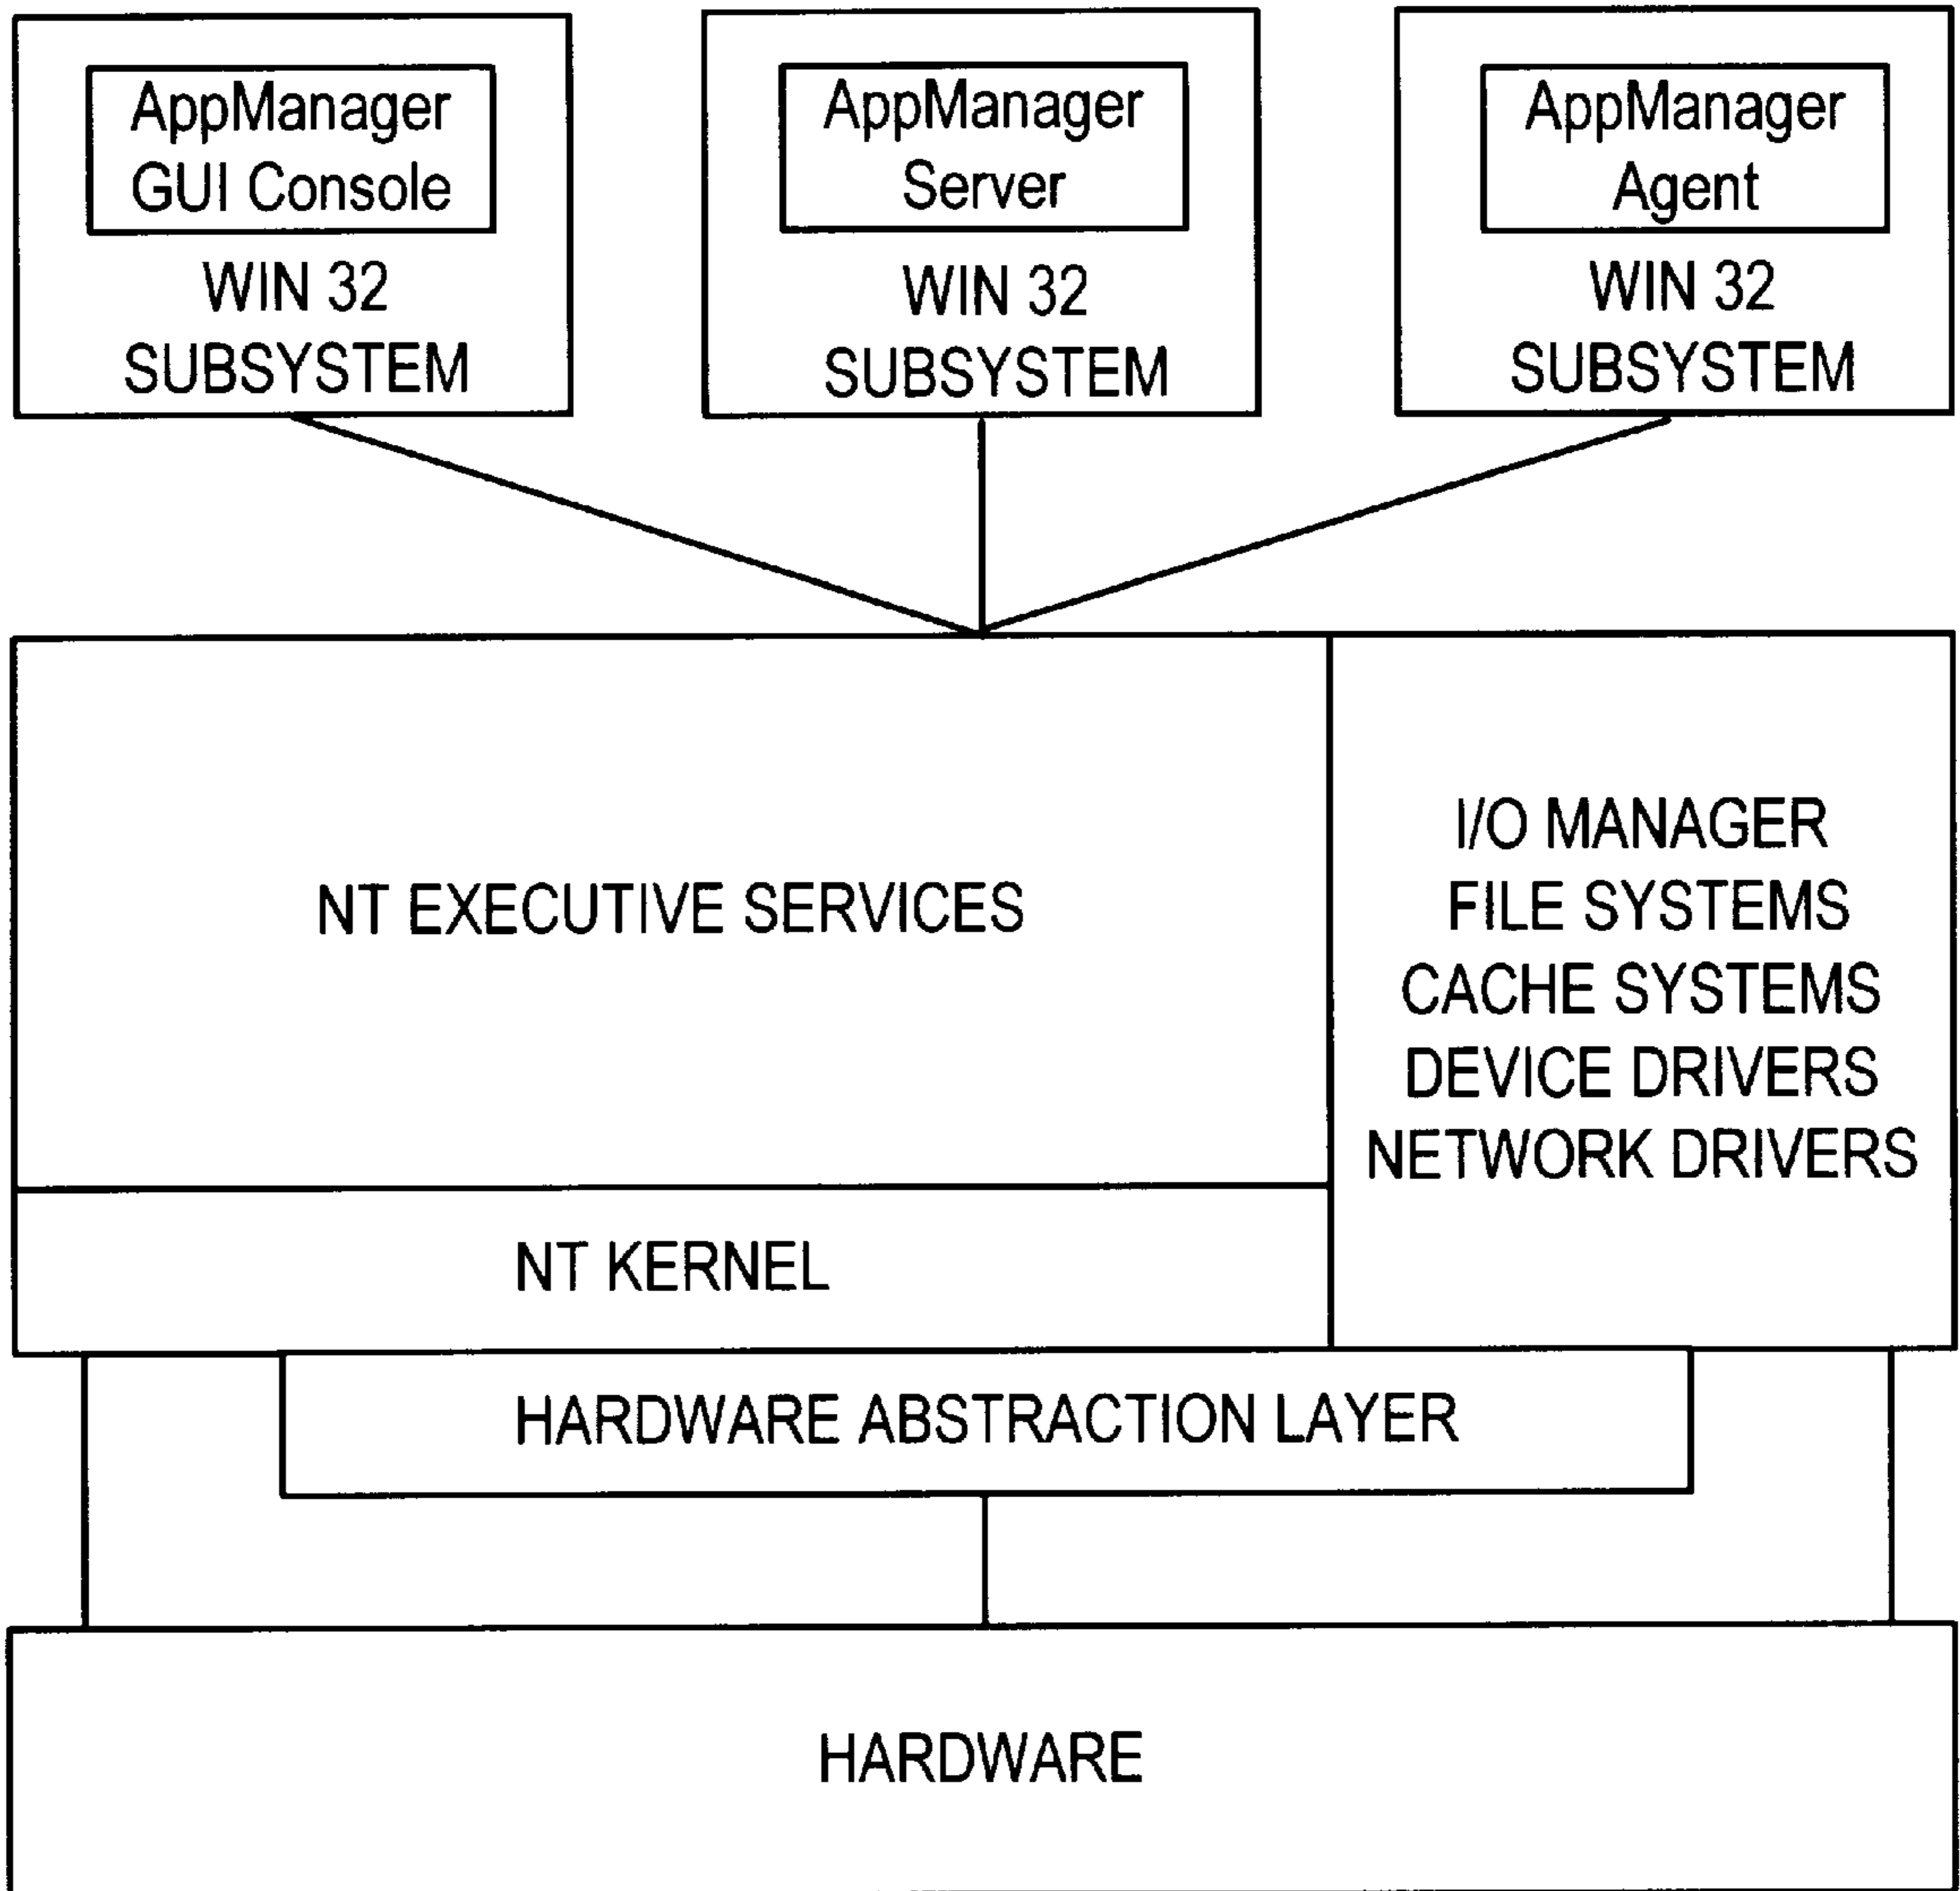 AppManager
GUI Console
WIN 32
SUBSYSTEM
AppManager
Server
WIN 32
SUBSYSTEM
AppManager
Agent
WIN 32
SUBSYSTEM
NT EXECUTIVE SERVICES
I/O MANAGER
FILE SYSTEMS
CACHE SYSTEMS
DEVICE DRIVERS
NETWORK DRIVERS
NT KERNEL
HARDWARE ABSTRACTION LAYER
HARDWARE